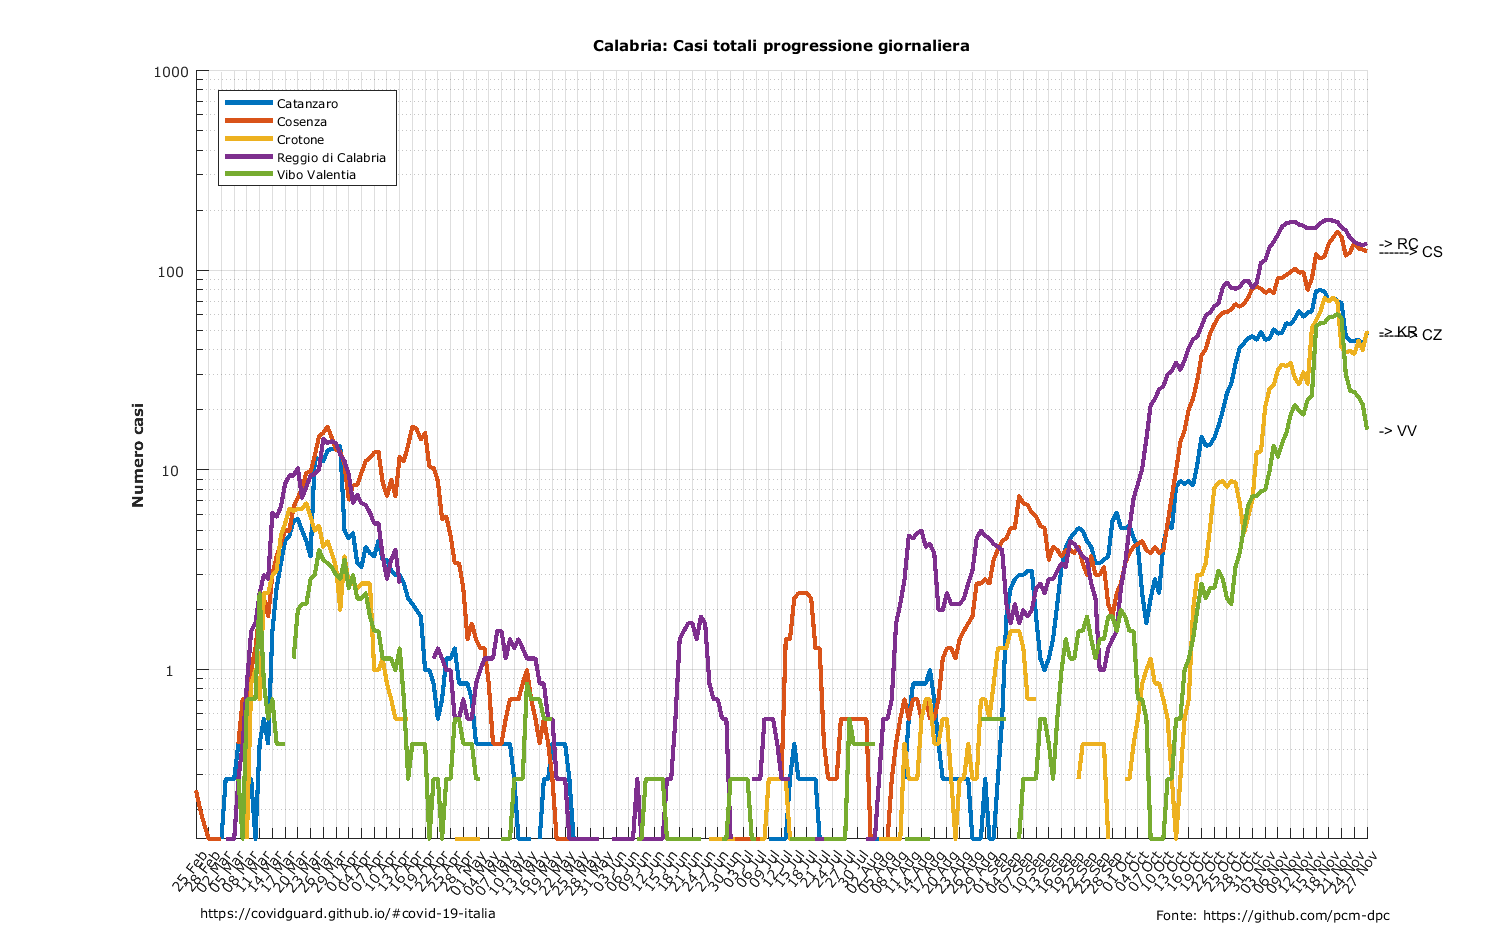 Calabria: Casi totali progressione giornaliera
1000
100
10
1
Numero casi
Catanzaro
Cosenza
Crotone
Reggio di Calabria
Vibo Valentia
-> RC
------> CS
-> KR
------> CZ
-> VV
25 Feb
28 Feb
02 Mar
05 Mar
08 Mar
11 Mar
14 Mar
17 Mar
20 Mar
23 Mar
26 Mar
29 Mar
01 Apr
04 Apr
07 Apr
10 Apr
13 Apr
16 Apr
19 Apr
22 Apr
25 Apr
28 Apr
01 May
04 May
07 May
10 May
13 May
16 May
19 May
22 May
25 May
28 May
31 May
03 Jun
06 Jun
09 Jun
12 Jun
15 Jun
18 Jun
21 Jun
24 Jun
27 Jun
30 Jun
03 Jul
06 Jul
09 Jul
12 Jul
15 Jul
18 Jul
21 Jul
24 Jul
27 Jul
30 Jul
02 Aug
05 Aug
08 Aug
11 Aug
14 Aug
17 Aug
20 Aug
23 Aug
26 Aug
29 Aug
01 Sep
04 Sep
07 Sep
10 Sep
13 Sep
16 Sep
19 Sep
22 Sep
25 Sep
28 Sep
01 Oct
04 Oct
07 Oct
10 Oct
13 Oct
16 Oct
19 Oct
22 Oct
25 Oct
28 Oct
31 Oct
03 Nov
06 Nov
09 Nov
12 Nov
15 Nov
18 Nov
21 Nov
24 Nov
27 Nov
https://covidguard.github.io/#covid-19-italia
Fonte: https://github.com/pcm-dpc